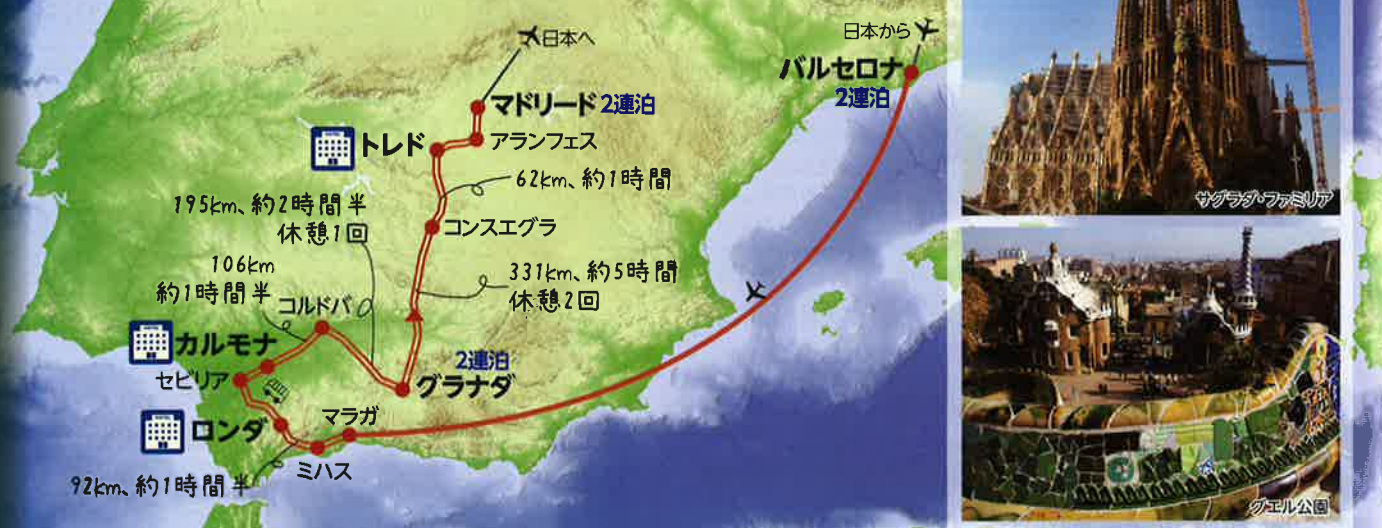 日本へ
日本から
バルセロナ
2連泊
マドリード 2連泊
アランフェス
トレド
62km、約1時間
195km、約2時間半
休憩1回
コンスエグラ
106km
約1時間半
331km、約5時間
休憩2回
コルドバ
カルモナ
セビリア
2連泊
グラナダ
マラガ
ロンダ
ミハス
92km、約1時間半
サグラダ・ファミリア
グエル公園
HOTEL
HOTEL
HOTEL